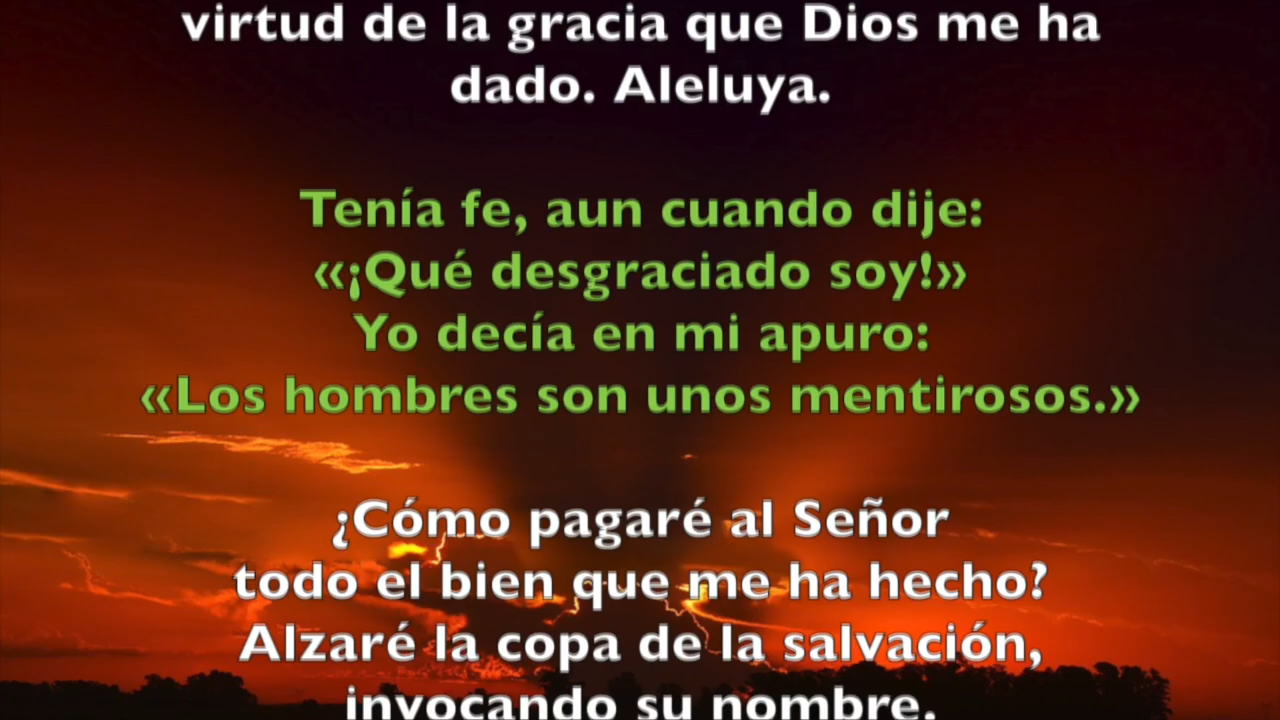 virtud de la gracia que Dios me ha
dado. Aleluya.
Tenía fe, aun cuando dije:
«¡Qué desgraciado soy!»
Yo decía en mi apuro:
«Los hombres son unos mentirosos.»
¿Cómo pagaré al Señor
todo el bien que me ha hecho?
Alzaré la copa de la salvación,
invocando su nombre.